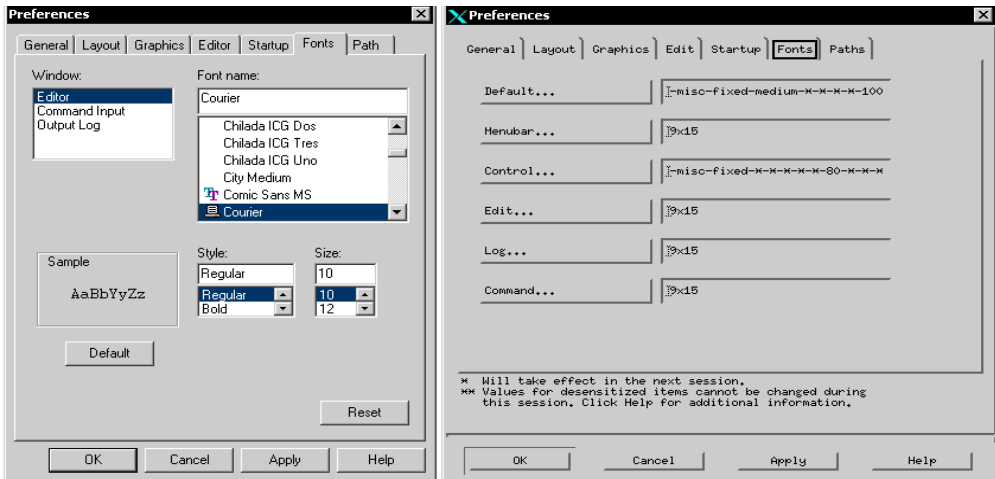 Preferences
General Layout Graphics Editor Startup Fonts Path
Window:
Editor
Command Input
Output Log
Font name:
Courier
Chilada ICG Dos
Chilada ICG Tres
Chilada ICG Uno
City Medium
Comic Sans MS
Courier
Sample
AaBbYyZz
Style:
Regular
Regular
Bold
Size:
10
10
12
Default
Reset
OK Cancel Apply Help
Preferences
General Layout Graphics Edit Startup Fonts Paths
Default... -misc-fixed-medium-*-*-*-*-100
Menubar... 9x15
Control... -misc-fixed-*-*-*-*-*-80-*-*-*
Edit... 9x15
Log... 9x15
Command... 9x15
* Will take effect in the next session.
** Values for desensitized items cannot be changed during
this session. Click Help for additional information.
OK Cancel Apply Help